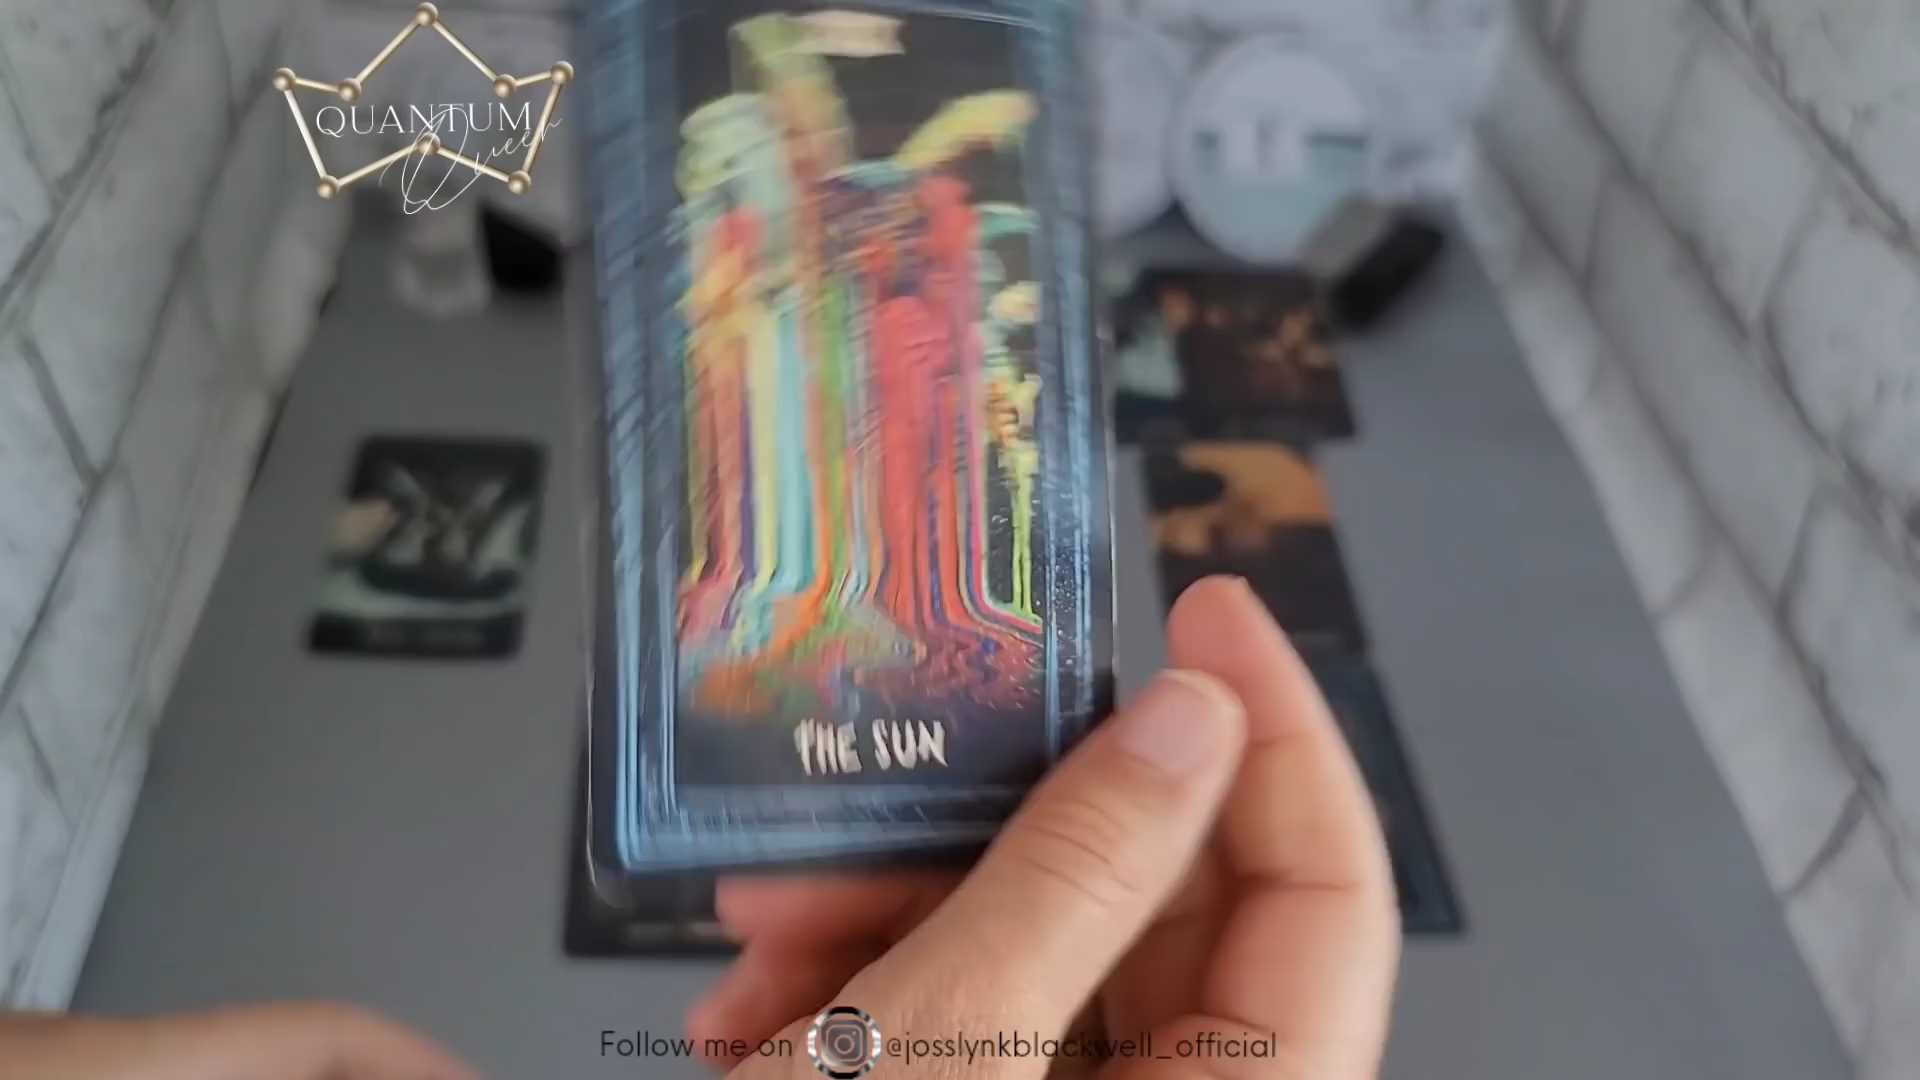 QUANTUM
Queen
THE SUN
Follow me on @josslynkblackwell_official